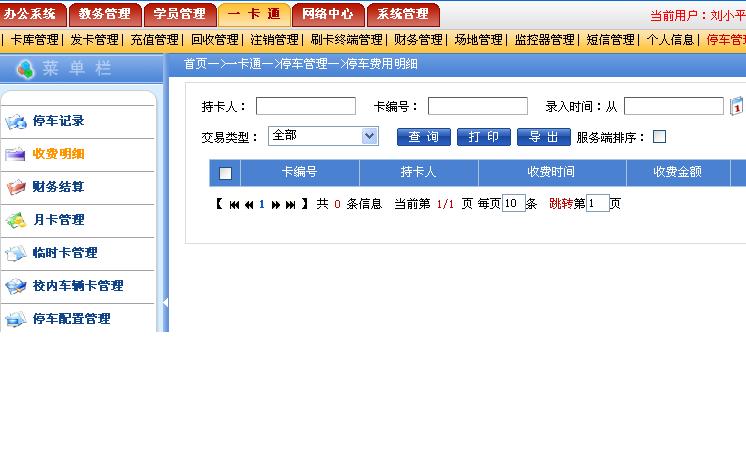 办公系统 教务管理 学员管理 一 卡 通 网络中心 系统管理 当前用户：刘小平
| 卡库管理| 发卡管理| 充值管理 | 回收管理| 注销管理| 刷卡终端管理| 财务管理| 场地管理| 监控器管理| 短信管理| 个人信息| 停车管理
菜 单 栏
首页—>一卡通—>停车管理—>停车费用明细
持卡人： 卡编号： 录入时间：从 1
交易类型： 全部 查 询 打 印 导 出 服务端排序：
卡编号 持卡人 收费时间 收费金额
【 1 】 共 0 条信息 当前第 1/1 页 每页10条 跳转第1页
停车记录
收费明细
财务结算
月卡管理
临时卡管理
校内车辆卡管理
停车配置管理